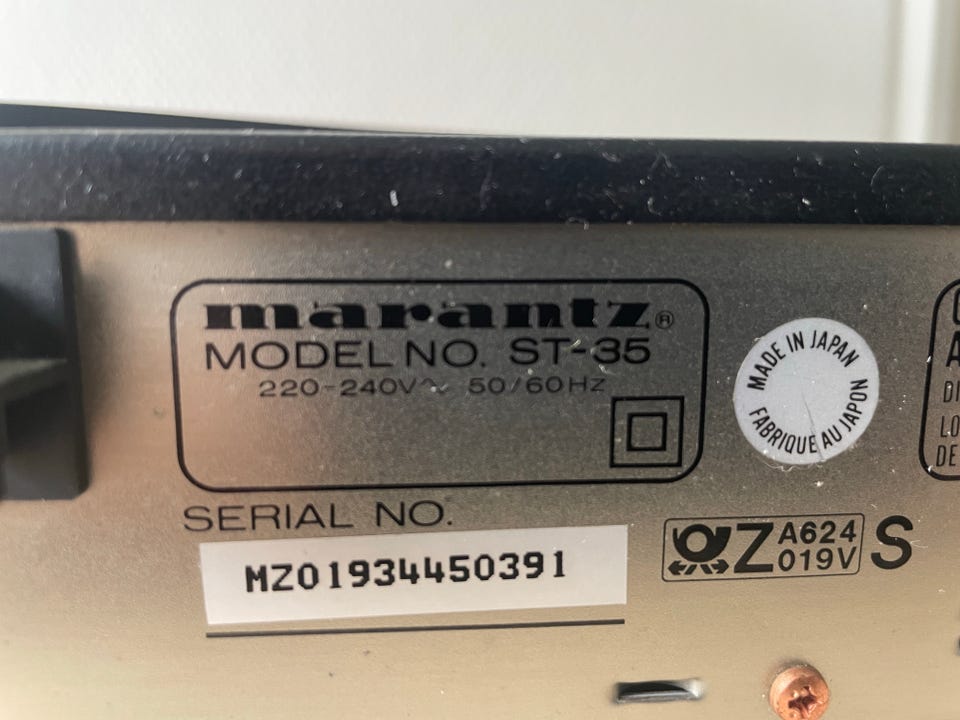 marantz®
MODEL NO. ST-35
220-240V~ 50/60HZ
MADE IN JAPAN
FABRIQUE AU JAPON
SERIAL NO.
MZ01934450391
Z A624
019V S
DE